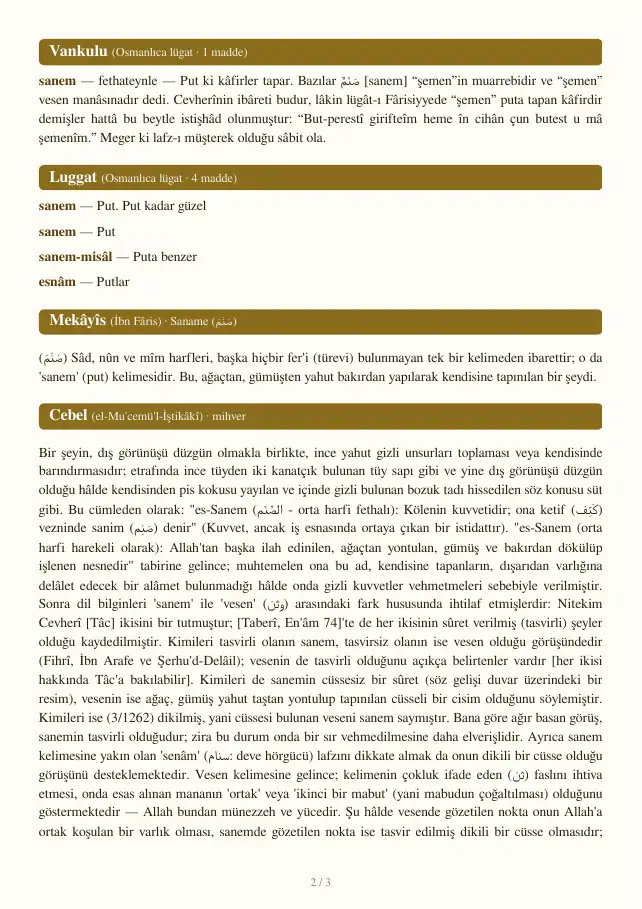 Vankulu (Osmanlıca lügat · 1 madde)
sanem — fethateynle — Put ki kâfirler tapar. Bazılar صَنَمٌ [sanem] “şemen”in muarrebidir ve “şemen”
vesen manâsınadır dedi. Cevherînin ibâreti budur, lâkin lügât-ı Fârisiyyede “şemen” puta tapan kâfirdir
demişler hattâ bu beytle istişhâd olunmuştur: “But-perestî girifteîm heme în cihân çun butest u mâ
şemenîm.” Meger ki lafz-ı müşterek olduğu sâbit ola.
Luggat (Osmanlıca lügat · 4 madde)
sanem — Put. Put kadar güzel
sanem — Put
sanem-misâl — Puta benzer
esnâm — Putlar
Mekâyîs (İbn Fâris) · Saname (صَنَمَ)
(صَنَمَ) Sâd, nûn ve mîm harfleri, başka hiçbir fer'i (türevi) bulunmayan tek bir kelimeden ibarettir; o da
'sanem' (put) kelimesidir. Bu, ağaçtan, gümüşten yahut bakırdan yapılarak kendisine tapınılan bir şeydi.
Cebel (el-Mu'cemü'l-İştikâkî) · mihver
Bir şeyin, dış görünüşü düzgün olmakla birlikte, ince yahut gizli unsurları toplaması veya kendisinde
barındırmasıdır; etrafında ince tüyden iki kanatçık bulunan tüy sapı gibi ve yine dış görünüşü düzgün
olduğu hâlde kendisinden pis kokusu yayılan ve içinde gizli bulunan bozuk tadı hissedilen söz konusu süt
gibi. Bu cümleden olarak: "es-Sanem (الصَّنَم - orta harfi fethalı): Kölenin kuvvetidir; ona ketif (كَتِف)
vezninde sanim (صَنِم) denir" (Kuvvet, ancak iş esnasında ortaya çıkan bir istidattır). "es-Sanem (orta
harfi harekeli olarak): Allah'tan başka ilah edinilen, ağaçtan yontulan, gümüş ve bakırdan dökülüp
işlenen nesnedir" tabirine gelince; muhtemelen ona bu ad, kendisine tapanların, dışarıdan varlığına
delâlet edecek bir alâmet bulunmadığı hâlde onda gizli kuvvetler vehmetmeleri sebebiyle verilmiştir.
Sonra dil bilginleri 'sanem' ile 'vesen' (وثن) arasındaki fark hususunda ihtilaf etmişlerdir: Nitekim
Cevherî [Tâc] ikisini bir tutmuştur; [Taberî, En'âm 74]'te de her ikisinin sûret verilmiş (tasvirli) şeyler
olduğu kaydedilmiştir. Kimileri tasvirli olanın sanem, tasvirsiz olanın ise vesen olduğu görüşündedir
(Fihrî, İbn Arafe ve Şerhu'd-Delâil); vesenin de tasvirli olduğunu açıkça belirtenler vardır [her ikisi
hakkında Tâc'a bakılabilir]. Kimileri de sanemin cüssesiz bir sûret (söz gelişi duvar üzerindeki bir
resim), vesenin ise ağaç, gümüş yahut taştan yontulup tapınılan cüsseli bir cisim olduğunu söylemiştir.
Kimileri ise (3/1262) dikilmiş, yani cüssesi bulunan veseni sanem saymıştır. Bana göre ağır basan görüş,
sanemin tasvirli olduğudur; zira bu durum onda bir sır vehmedilmesine daha elverişlidir. Ayrıca sanem
kelimesine yakın olan 'senâm' (سنام: deve hörgücü) lafzını dikkate almak da onun dikili bir cüsse olduğu
görüşünü desteklemektedir. Vesen kelimesine gelince; kelimenin çokluk ifade eden (ثن) faslını ihtiva
etmesi, onda esas alınan mananın 'ortak' veya 'ikinci bir mabut' (yani mabudun çoğaltılması) olduğunu
göstermektedir — Allah bundan münezzeh ve yücedir. Şu hâlde vesende gözetilen nokta onun Allah'a
ortak koşulan bir varlık olması, sanemde gözetilen nokta ise tasvir edilmiş dikili bir cüsse olmasıdır;
2 / 3